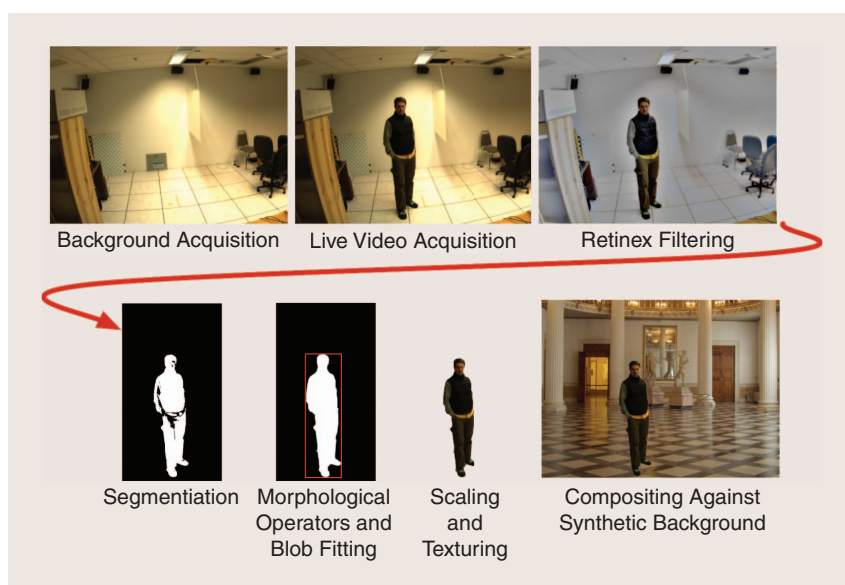 Background Acquisition
Live Video Acquisition
Retinex Filtering
Segmentiation
Morphological
Operators and
Blob Fitting
Scaling
and
Texturing
Compositing Against
Synthetic Background